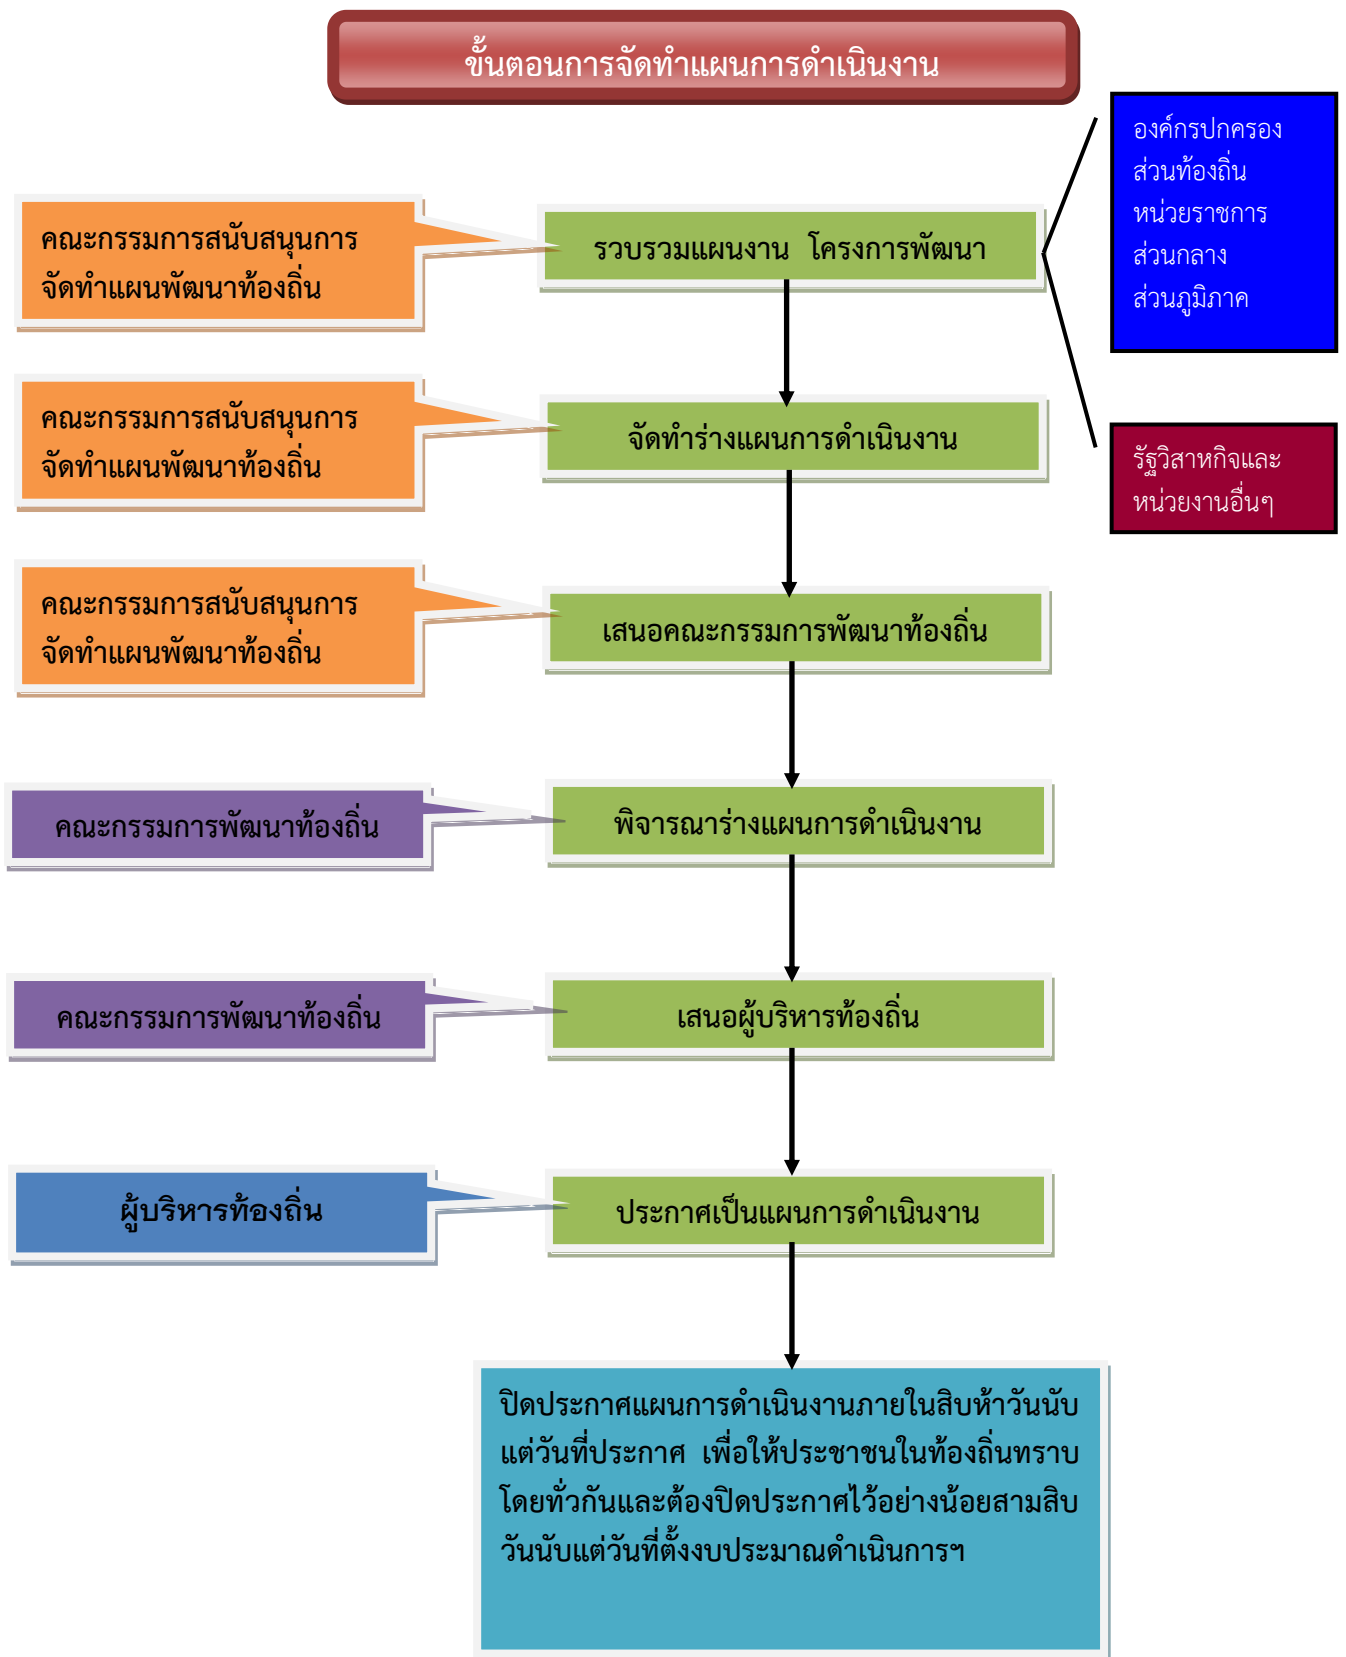 ขั้นตอนการจัดทำแผนการดำเนินงาน
องค์กรปกครอง
ส่วนท้องถิ่น
หน่วยราชการ
ส่วนกลาง
ส่วนภูมิภาค
คณะกรรมการสนับสนุนการ
จัดทำแผนพัฒนาท้องถิ่น
รวบรวมแผนงาน โครงการพัฒนา
คณะกรรมการสนับสนุนการ
จัดทำแผนพัฒนาท้องถิ่น
จัดทำร่างแผนการดำเนินงาน
รัฐวิสาหกิจและ
หน่วยงานอื่นๆ
คณะกรรมการสนับสนุนการ
จัดทำแผนพัฒนาท้องถิ่น
เสนอคณะกรรมการพัฒนาท้องถิ่น
คณะกรรมการพัฒนาท้องถิ่น
พิจารณาร่างแผนการดำเนินงาน
คณะกรรมการพัฒนาท้องถิ่น
เสนอผู้บริหารท้องถิ่น
ผู้บริหารท้องถิ่น
ประกาศเป็นแผนการดำเนินงาน
ปิดประกาศแผนการดำเนินงานภายในสิบห้าวันนับ
แต่วันที่ประกาศ เพื่อให้ประชาชนในท้องถิ่นทราบ
โดยทั่วกันและต้องปิดประกาศไว้อย่างน้อยสามสิบ
วันนับแต่วันที่ตั้งงบประมาณดำเนินการฯ